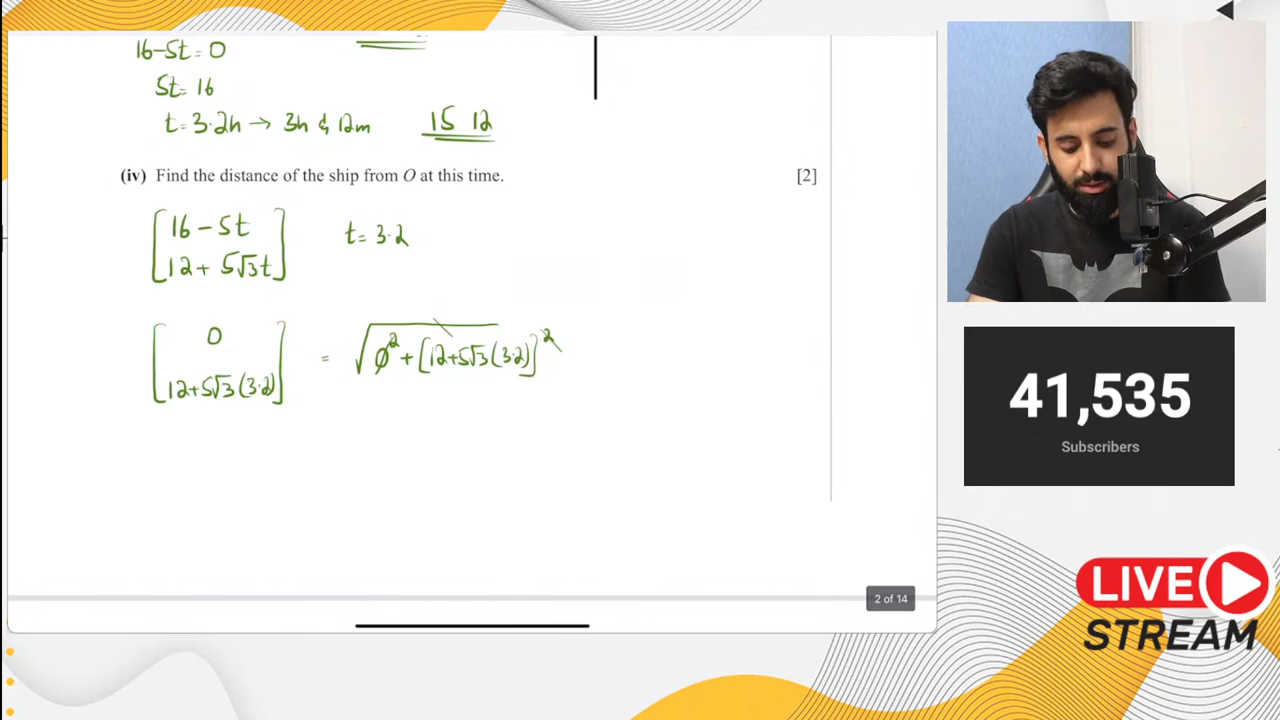 16-5t=0
5t=16
t=3.2h → 3h & 12m 15 12
(iv) Find the distance of the ship from O at this time. [2]
[16-5t
12+5√3t] t=3.2
[0
12+5√3(3.2)] = √0²+[12+5√3(3.2)]²
2 of 14
41,535
Subscribers
LIVE
STREAM